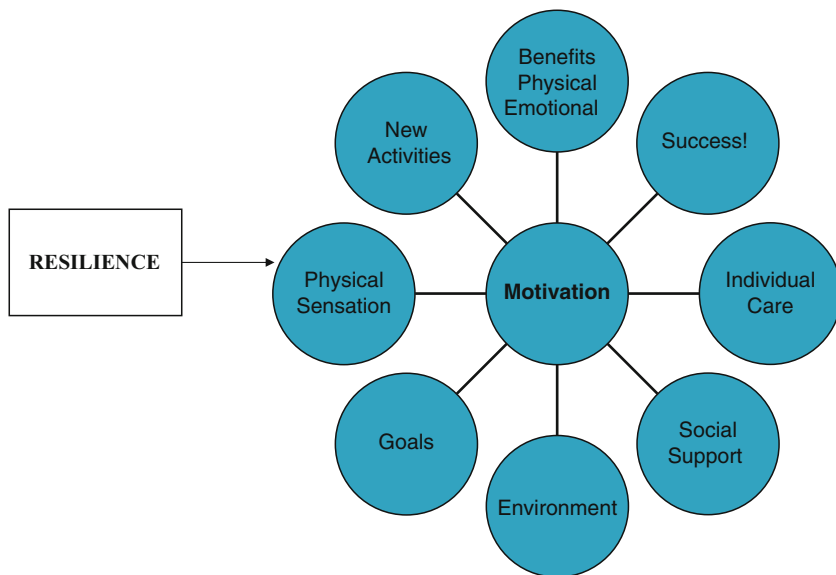 Benefits
Physical
Emotional
New
Activities
Success!
RESILIENCE
Physical
Sensation
Motivation
Individual
Care
Goals
Social
Support
Environment